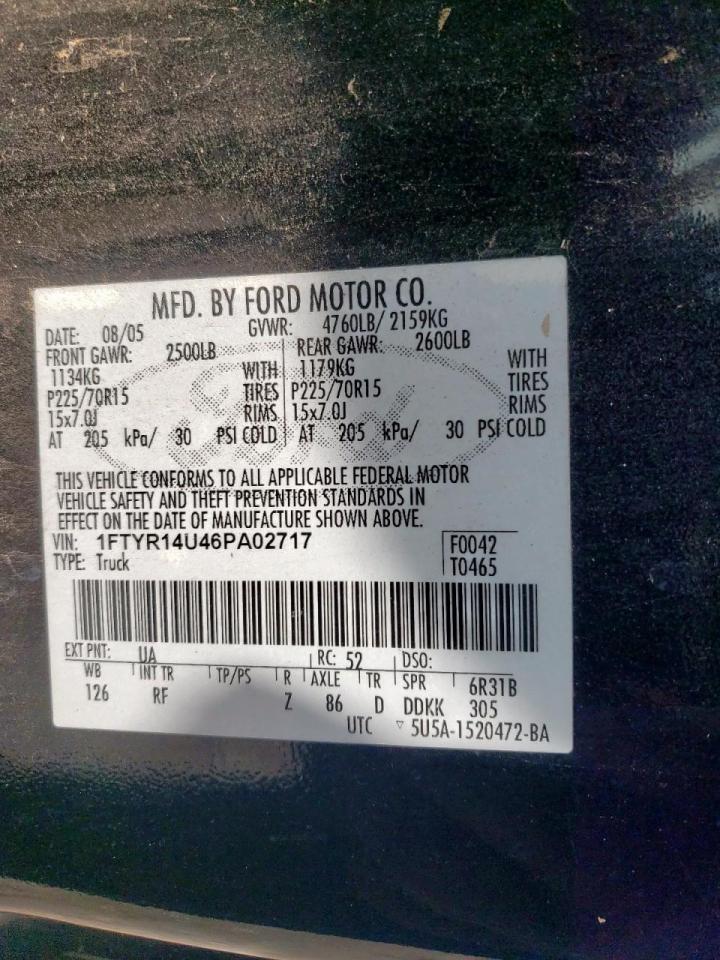 MFD. BY FORD MOTOR CO.
DATE: 08/05 GVWR: 4760LB/ 2159KG
FRONT GAWR: 2500LB REAR GAWR: 2600LB
1134KG WITH 1179KG WITH
P225/70R15 TIRES P225/70R15 TIRES
15x7.0J RIMS 15x7.0J RIMS
AT 205 kPa/ 30 PSI COLD AT 205 kPa/ 30 PSI COLD
THIS VEHICLE CONFORMS TO ALL APPLICABLE FEDERAL MOTOR
VEHICLE SAFETY AND THEFT PREVENTION STANDARDS IN
EFFECT ON THE DATE OF MANUFACTURE SHOWN ABOVE.
VIN: 1FTYR14U46PA02717 F0042
TYPE: Truck T0465
EXT PNT: UA RC: 52 DSO:
WB INT TR TP/PS R AXLE TR SPR 6R31B
126 RF Z 86 D DDKK 305
UTC ▽ 5U5A-1520472-BA